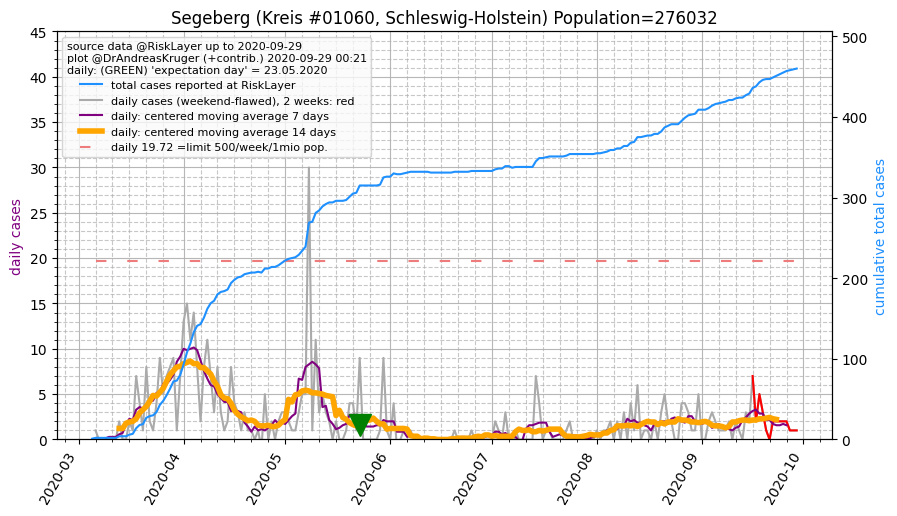 Segeberg (Kreis #01060, Schleswig-Holstein) Population=276032
source data @RiskLayer up to 2020-09-29
plot @DrAndreasKruger (+contrib.) 2020-09-29 00:21
daily: (GREEN) 'expectation day' = 23.05.2020
total cases reported at RiskLayer
daily cases (weekend-flawed), 2 weeks: red
daily: centered moving average 7 days
daily: centered moving average 14 days
daily 19.72 =limit 500/week/1mio pop.
daily cases
45
40
35
30
25
20
15
10
5
0
cumulative total cases
500
400
300
200
100
0
2020-03
2020-04
2020-05
2020-06
2020-07
2020-08
2020-09
2020-10